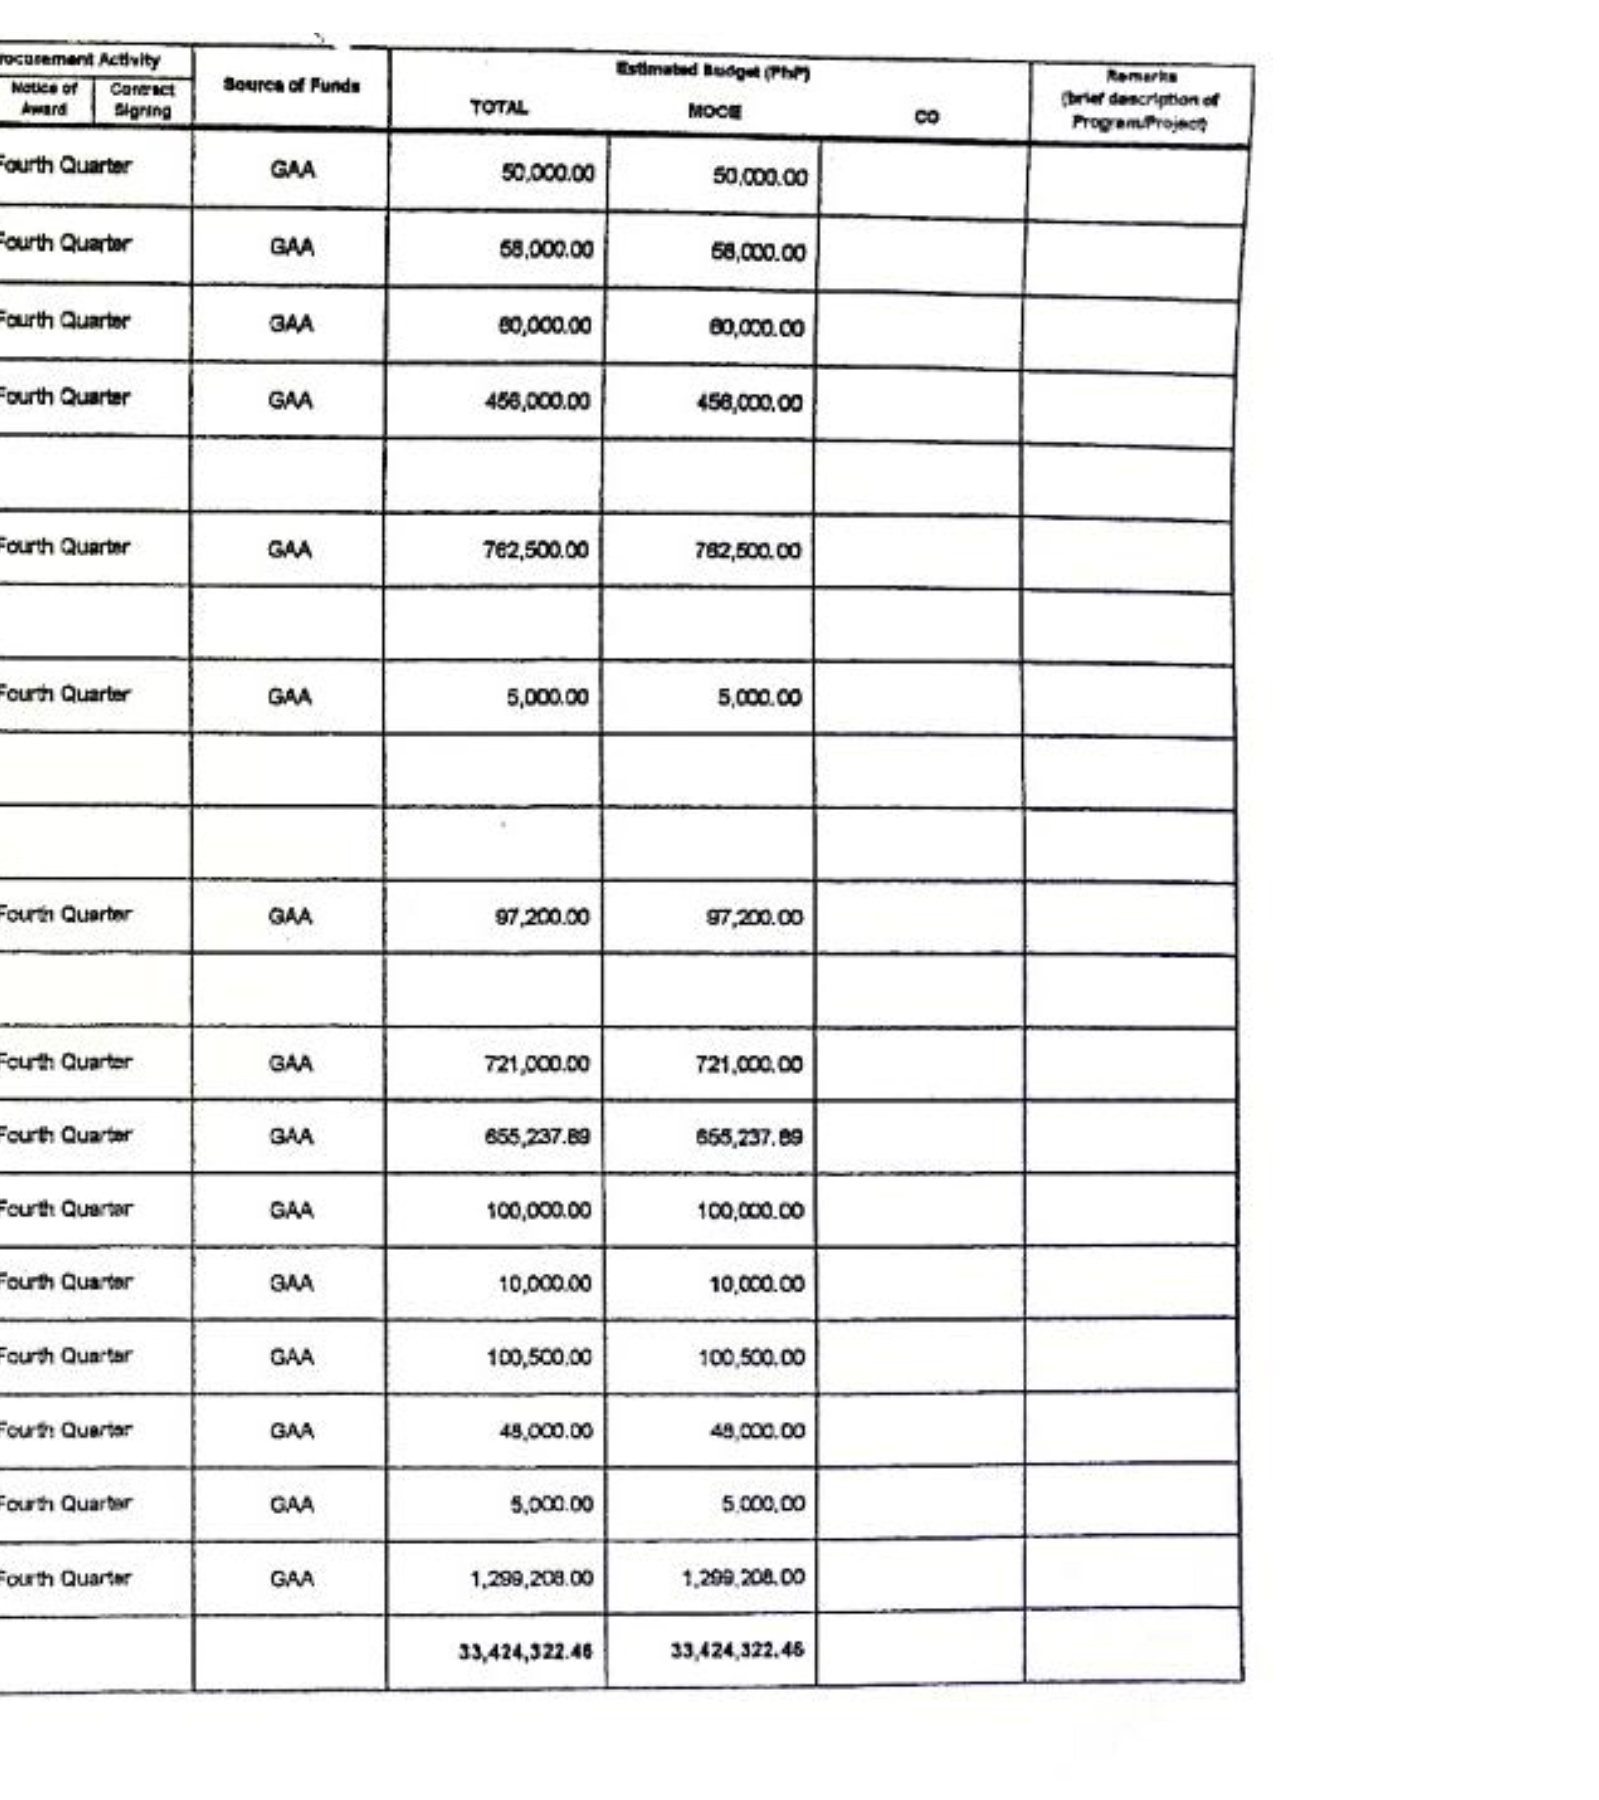 rocurement Activity
Source of Funds
Estimated Budget (PhP)
Remarks
(brief description of
Program/Project)
Notice of
Award
Contract
Signing
TOTAL MOOE CO
Fourth Quarter GAA 50,000.00 50,000.00
Fourth Quarter GAA 58,000.00 58,000.00
Fourth Quarter GAA 60,000.00 60,000.00
Fourth Quarter GAA 456,000.00 456,000.00
Fourth Quarter GAA 762,500.00 762,500.00
Fourth Quarter GAA 5,000.00 5,000.00
Fourth Quarter GAA 97,200.00 97,200.00
Fourth Quarter GAA 721,000.00 721,000.00
Fourth Quarter GAA 655,237.89 655,237.89
Fourth Quarter GAA 100,000.00 100,000.00
Fourth Quarter GAA 10,000.00 10,000.00
Fourth Quarter GAA 100,500.00 100,500.00
Fourth Quarter GAA 48,000.00 48,000.00
Fourth Quarter GAA 5,000.00 5,000.00
Fourth Quarter GAA 1,299,208.00 1,299,208.00
33,424,322.46 33,424,322.46